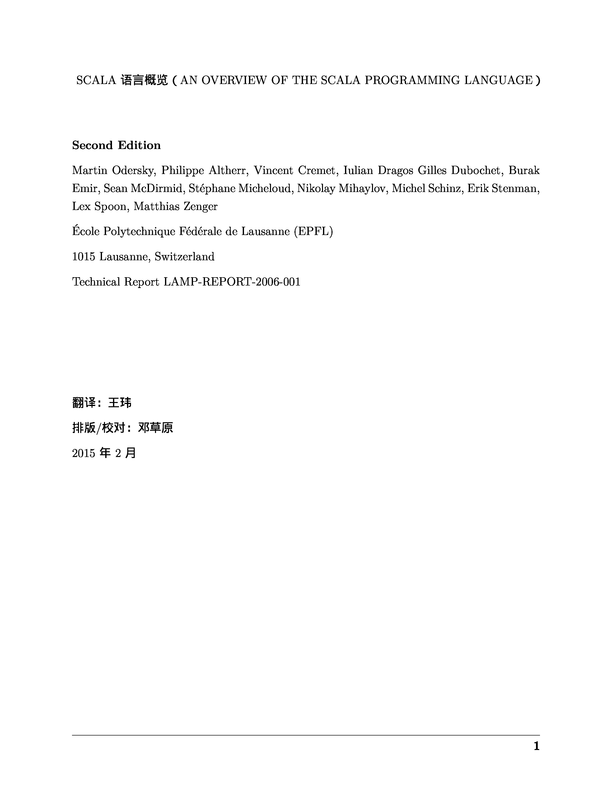 SCALA 语言概览（AN OVERVIEW OF THE SCALA PROGRAMMING LANGUAGE）
Second Edition
Martin Odersky, Philippe Altherr, Vincent Cremet, Iulian Dragos Gilles Dubochet, Burak
Emir, Sean McDirmid, Stéphane Micheloud, Nikolay Mihaylov, Michel Schinz, Erik Stenman,
Lex Spoon, Matthias Zenger
École Polytechnique Fédérale de Lausanne (EPFL)
1015 Lausanne, Switzerland
Technical Report LAMP-REPORT-2006-001
翻译：王玮
排版/校对：邓草原
2015 年 2 月
1